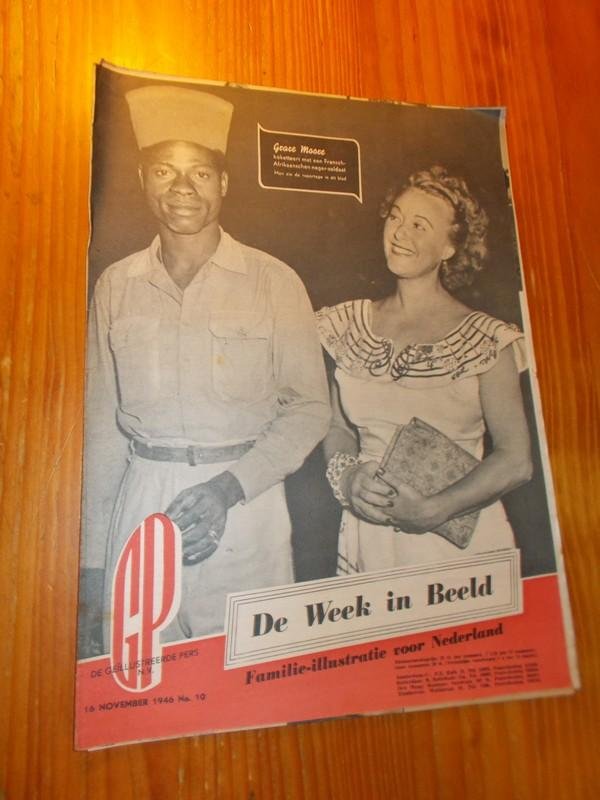 Grace Moore
koketteert met een Fransch-
Afrikaanschen neger-soldaat
Men zie de reportage in dit blad
GP
DE GEÏLLUSTREERDE PERS
N.V.
16 NOVEMBER 1946 No. 10
De Week in Beeld
Familie-illustratie voor Nederland